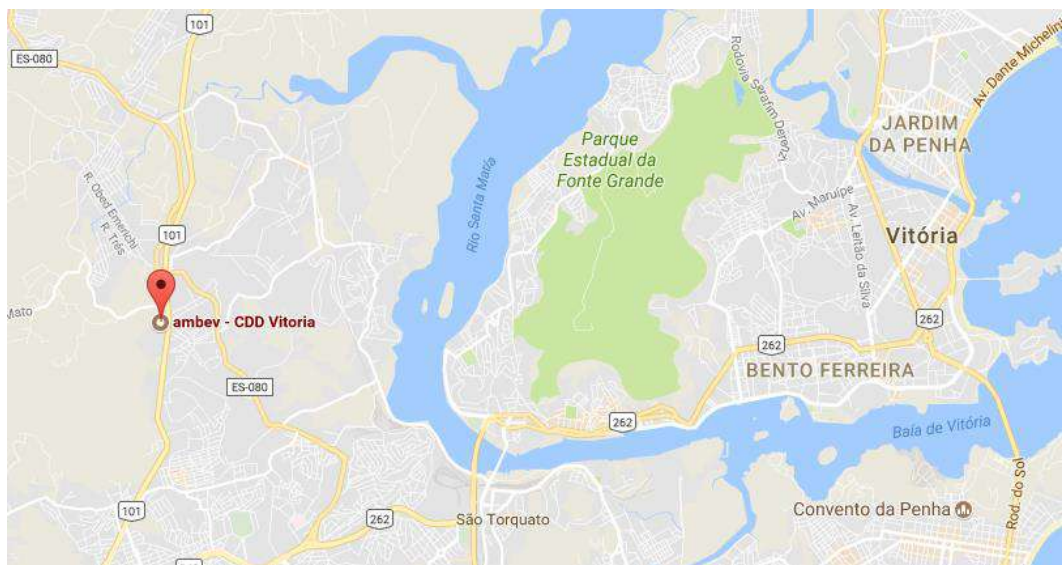 101
ES-080
Rodovia Serafim Derenzi
Av. Dante Michelini
JARDIM
DA PENHA
Parque
Estadual da
Fonte Grande
Rio Santa Maria
R. Obed Emerichi
R. Três
Av. Maruípe
Av. Leitão da Silva
Vitória
101
Mato
ambev - CDD Vitoria
262
262
BENTO FERREIRA
ES-080
262
Baía de Vitória
Rod. do Sol
101
262
São Torquato
Convento da Penha